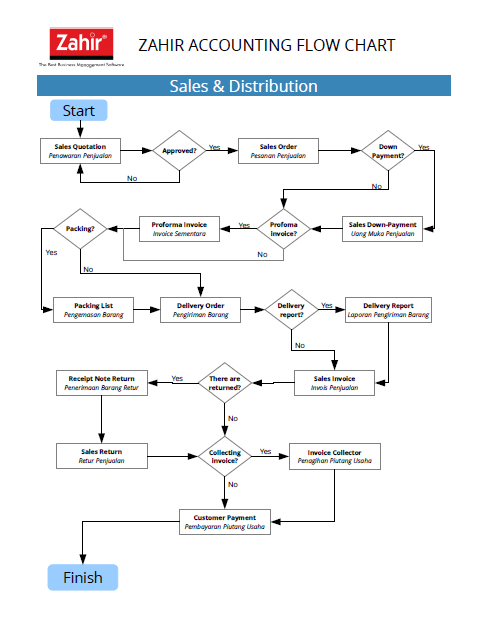 Zahir®
The Best Business Management Software
ZAHIR ACCOUNTING FLOW CHART
Sales & Distribution
Start
Sales Quotation
Penawaran Penjualan
Approved?
Yes
No
Sales Order
Pesanan Penjualan
Down
Payment?
Yes
No
Packing?
Yes
No
Proforma Invoice
Invoice Sementara
Yes
Profoma
Invoice?
No
Sales Down-Payment
Uang Muka Penjualan
Packing List
Pengemasan Barang
Delivery Order
Pengiriman Barang
Delivery
report?
Yes
No
Delivery Report
Laporan Pengiriman Barang
Receipt Note Return
Penerimaan Barang Retur
Yes
There are
returned?
No
Sales Invoice
Invois Penjualan
Sales Return
Retur Penjualan
Collecting
invoice?
Yes
No
Invoice Collector
Penagihan Piutang Usaha
Customer Payment
Pembayaran Piutang Usaha
Finish